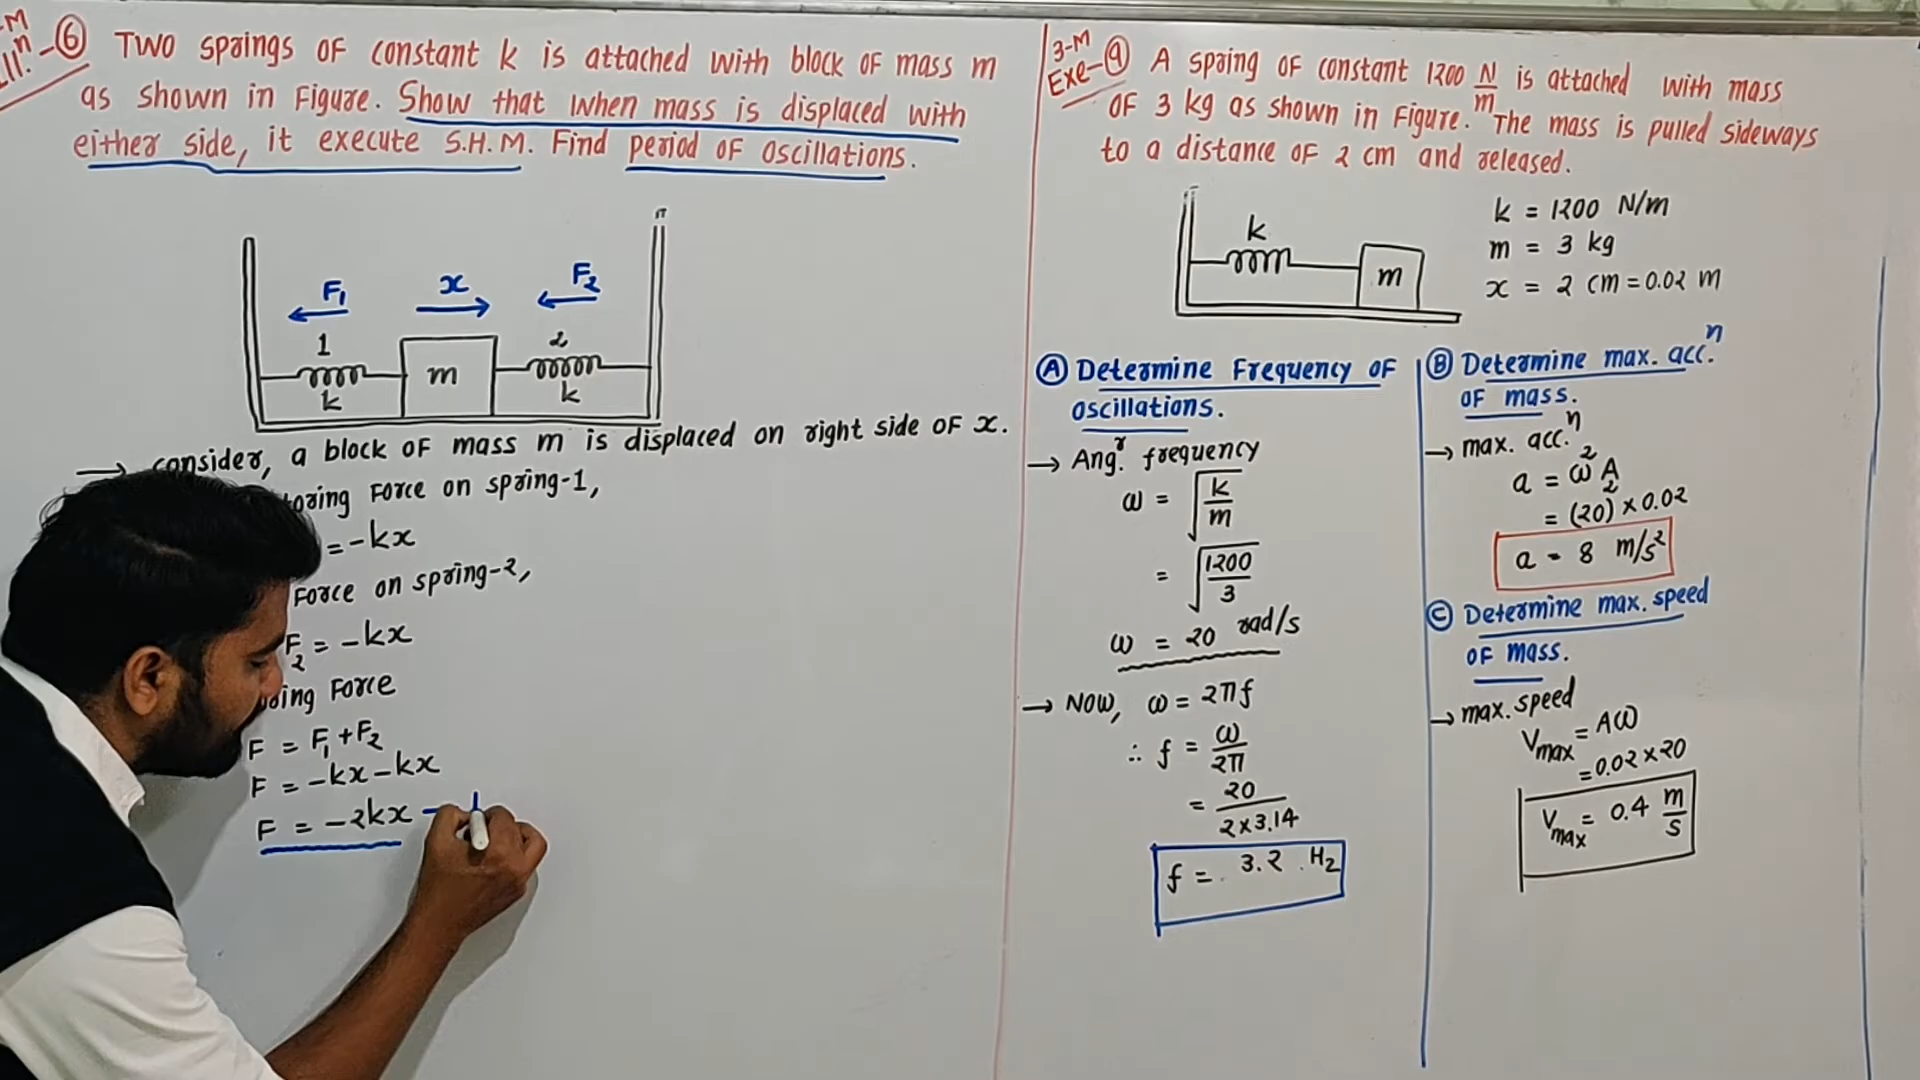 -M
Ill.n - ⑥ Two springs of constant k is attached with block of mass m
as shown in Figure. Show that when mass is displaced with
either side, it execute S.H.M. Find period of oscillations.
F1 x F2
1 m 2
k k
consider, a block of mass m is displaced on right side of x.
Force on spring-1,
= -kx
Force on spring-2,
F2 = -kx
Force
F = F1 + F2
F = -kx - kx
F = -2kx -
3-M
Exe-⑨ A spring of constant 1200 N/m is attached with mass
of 3 kg as shown in Figure. The mass is pulled sideways
to a distance of 2 cm and released.
k
m
k = 1200 N/m
m = 3 kg
x = 2 cm = 0.02 m
Ⓐ Determine Frequency of
oscillations.
→ Ang.r frequency
ω = √(k/m)
= √(1200/3)
ω = 20 rad/s
→ Now, ω = 2πf
∴ f = ω/2π
= 20/(2×3.14)
f = 3.2 Hz
Ⓑ Determine max. acc.n
of mass.
→ max. acc.n
a = ω²A
= (20)² × 0.02
a = 8 m/s²
Ⓒ Determine max. speed
of mass.
→ max. speed
Vmax = Aω
= 0.02 × 20
Vmax = 0.4 m/s